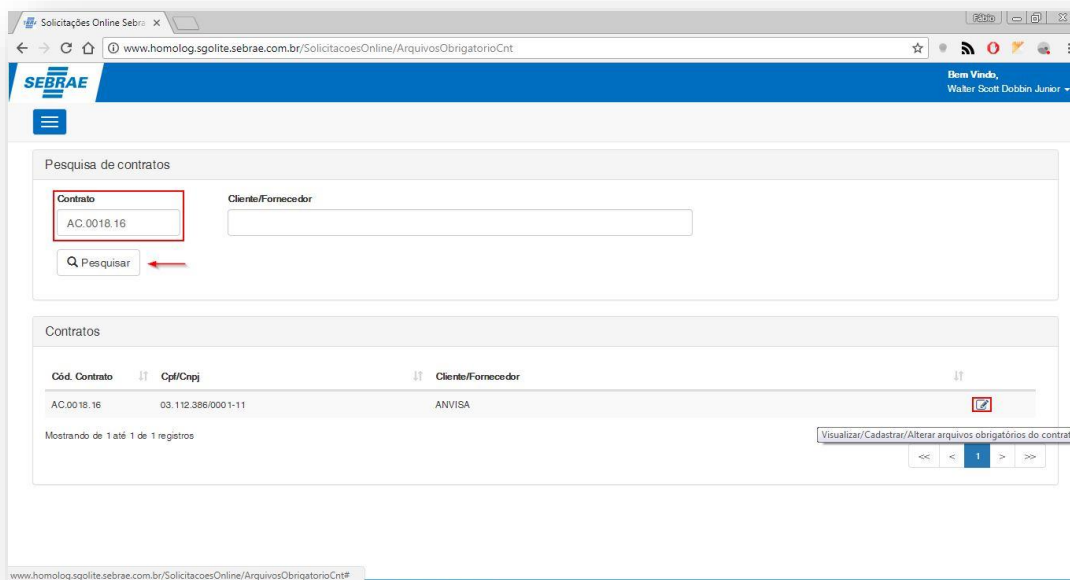 Solicitações Online Sebra
Fábio
www.homolog.sgolite.sebrae.com.br/SolicitacoesOnline/ArquivosObrigatorioCnt
SEBRAE
Bem Vindo,
Walter Scott Dobbin Junior
Pesquisa de contratos
Contrato
Cliente/Fornecedor
AC.0018.16
Pesquisar
Contratos
Cód. Contrato
Cpf/Cnpj
Cliente/Fornecedor
AC.0018.16
03.112.386/0001-11
ANVISA
Mostrando de 1 até 1 de 1 registros
Visualizar/Cadastrar/Alterar arquivos obrigatórios do contrat
<< < 1 > >>
www.homolog.sgolite.sebrae.com.br/SolicitacoesOnline/ArquivosObrigatorioCnt#